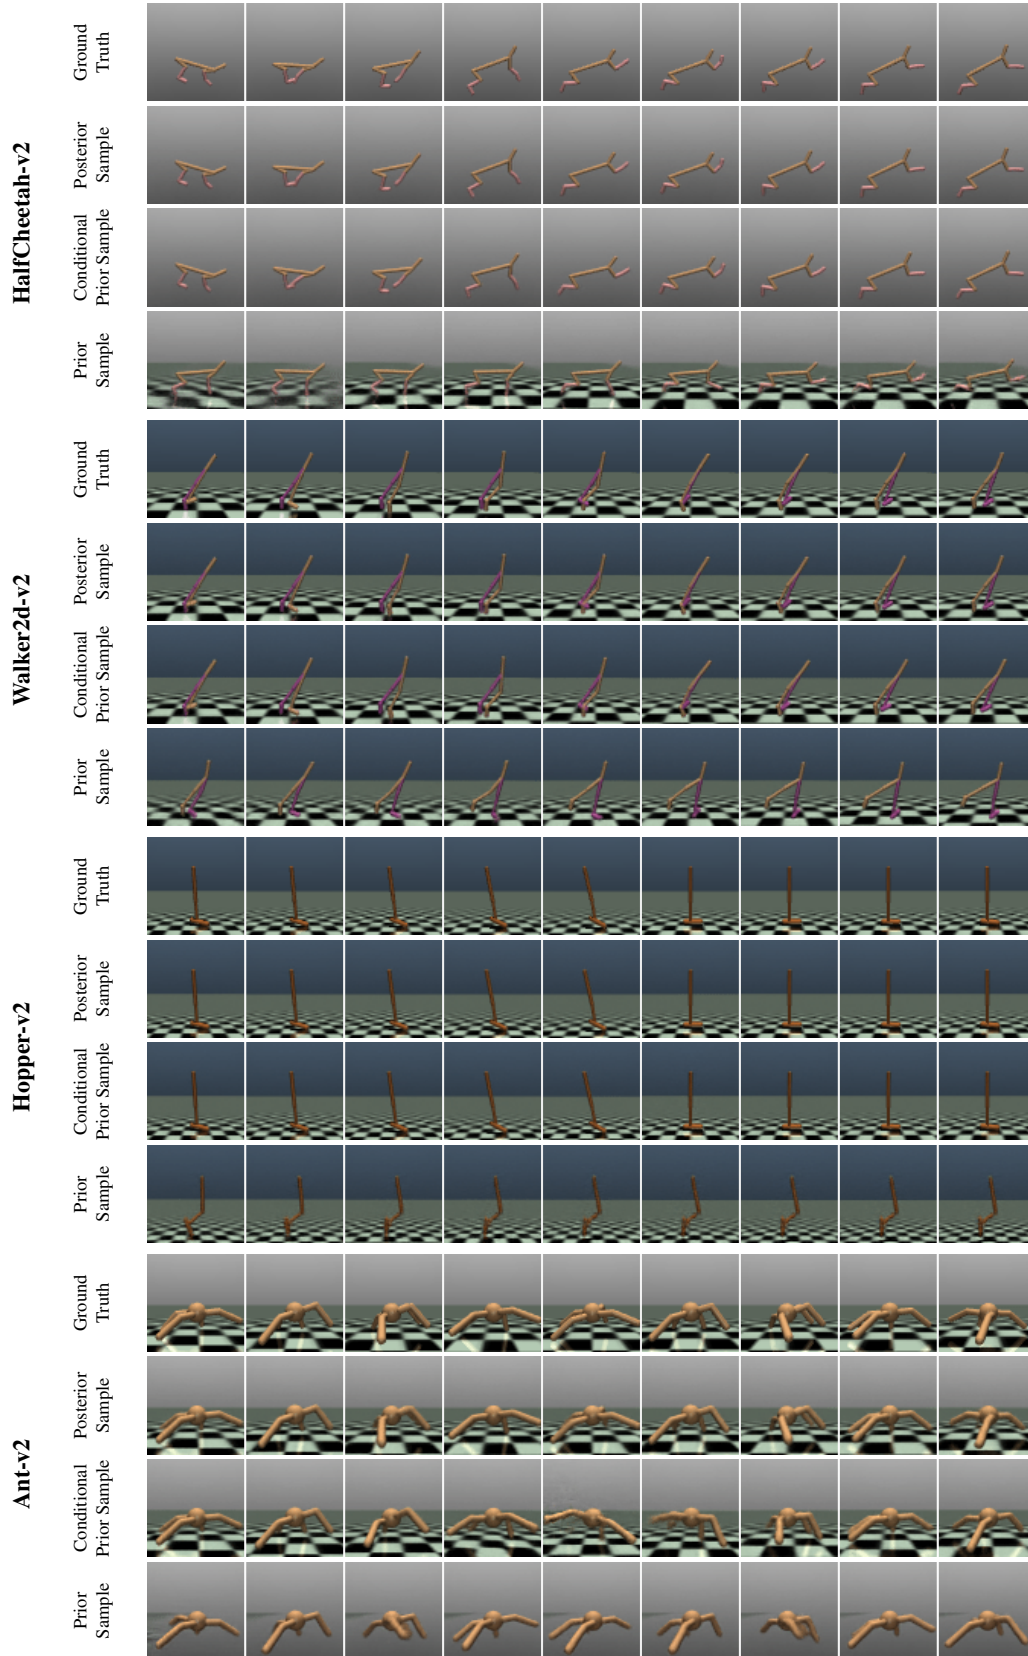 HalfCheetah-v2
Ground
Truth
Posterior
Sample
Conditional
Prior Sample
Prior
Sample
Walker2d-v2
Ground
Truth
Posterior
Sample
Conditional
Prior Sample
Prior
Sample
Hopper-v2
Ground
Truth
Posterior
Sample
Conditional
Prior Sample
Prior
Sample
Ant-v2
Ground
Truth
Posterior
Sample
Conditional
Prior Sample
Prior
Sample